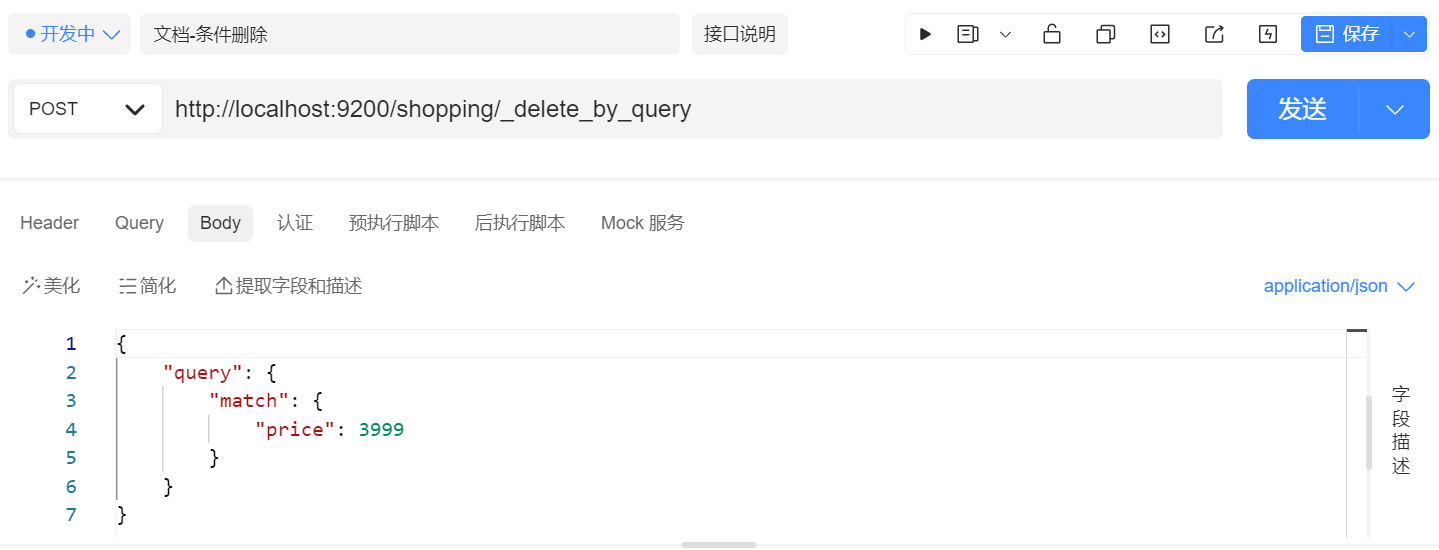 开发中 文档-条件删除 接口说明 保存
POST http://localhost:9200/shopping/_delete_by_query 发送
Header Query Body 认证 预执行脚本 后执行脚本 Mock 服务
美化 简化 提取字段和描述 application/json
1 {
2 "query": {
3 "match": {
4 "price": 3999
5 }
6 }
7 }
字段描述